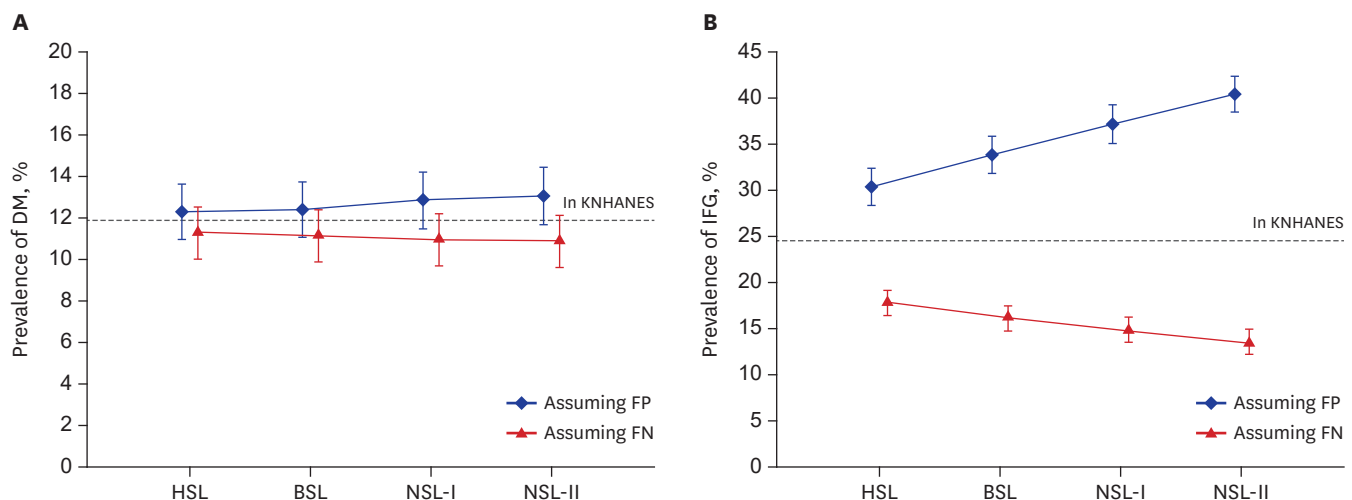 A
Prevalence of DM, %
20
18
16
14
12
10
8
6
4
2
0
In KNHANES
Assuming FP
Assuming FN
HSL BSL NSL-I NSL-II
B
Prevalence of IFG, %
45
40
35
30
25
20
15
10
5
0
In KNHANES
Assuming FP
Assuming FN
HSL BSL NSL-I NSL-II